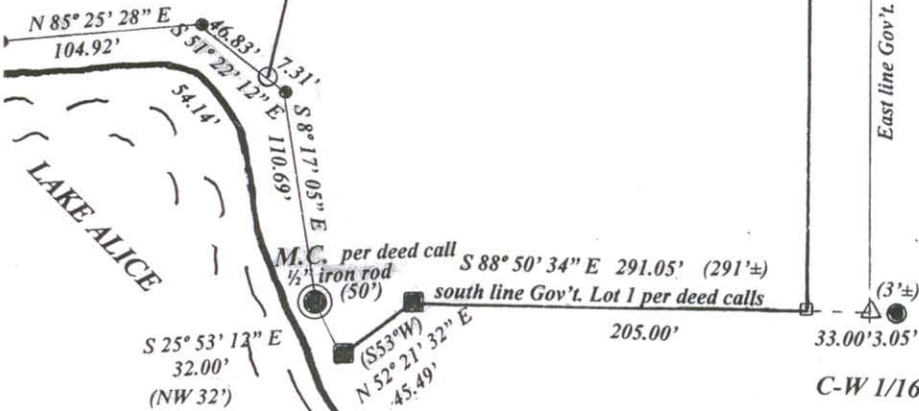 N 85° 25' 28" E
104.92'
46.83'
7.31'
S 51° 22' 12" E
54.14'
S 8° 17' 05" E
110.69'
East line Gov't.
LAKE ALICE
M.C. per deed call
½" iron rod
(50')
S 88° 50' 34" E 291.05' (291'±)
south line Gov't. Lot 1 per deed calls
205.00'
(3'±)
33.00'
3.05'
S 25° 53' 12" E
32.00'
(NW 32')
(S53°W)
N 52° 21' 32" E
45.49'
C-W 1/16